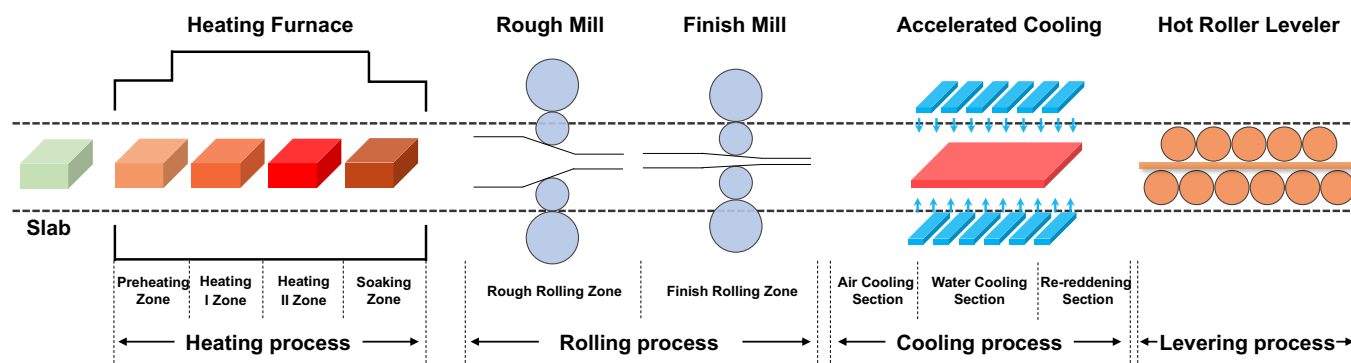 Heating Furnace
Rough Mill
Finish Mill
Accelerated Cooling
Hot Roller Leveler
Slab
Preheating
Zone
Heating
I Zone
Heating
II Zone
Soaking
Zone
Rough Rolling Zone
Finish Rolling Zone
Air Cooling
Section
Water Cooling
Section
Re-reddening
Section
Heating process
Rolling process
Cooling process
Levering process